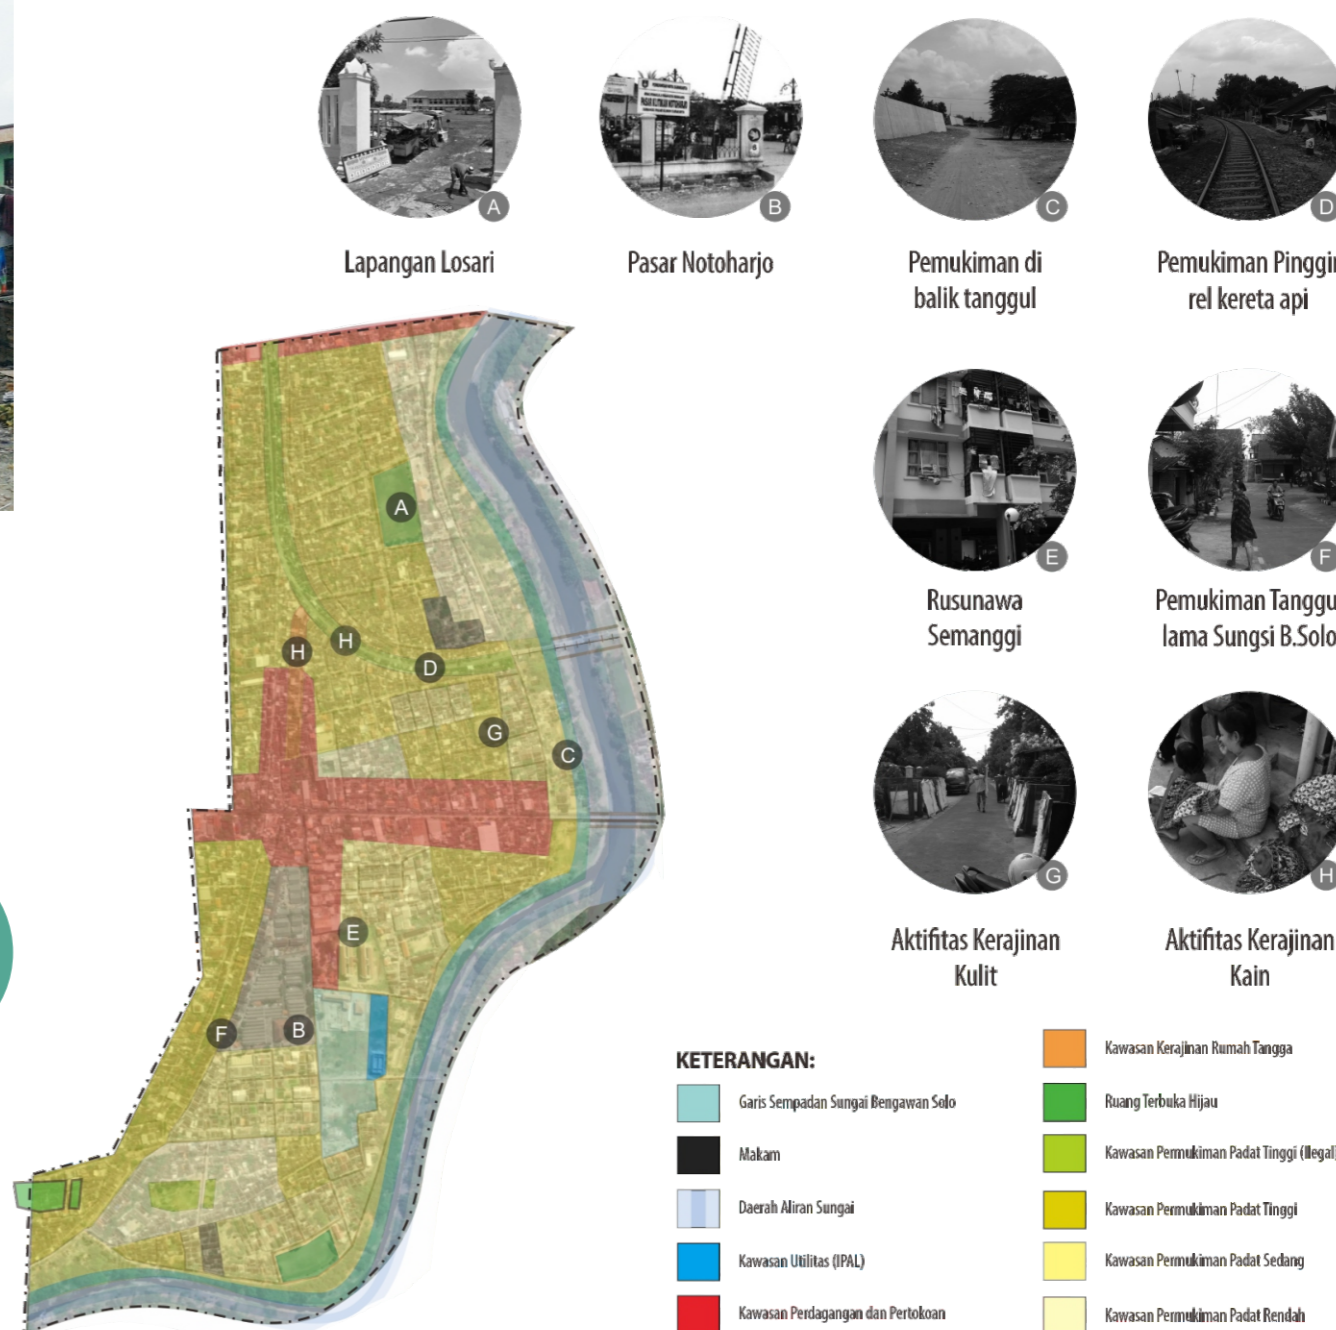 A
B
C
D
Lapangan Losari
Pasar Notoharjo
Pemukiman di
balik tanggul
Pemukiman Pinggir
rel kereta api
E
F
Rusunawa
Semanggi
Pemukiman Tanggu
lama Sungsi B.Solo
G
H
Aktifitas Kerajinan
Kulit
Aktifitas Kerajinan
Kain
A
H
H
D
G
C
E
F
B
KETERANGAN:
Garis Sempadan Sungai Bengawan Solo
Makam
Daerah Aliran Sungai
Kawasan Utilitas (IPAL)
Kawasan Perdagangan dan Pertokoan
Kawasan Kerajinan Rumah Tangga
Ruang Terbuka Hijau
Kawasan Permukiman Padat Tinggi (Ilegal)
Kawasan Permukiman Padat Tinggi
Kawasan Permukiman Padat Sedang
Kawasan Permukiman Padat Rendah